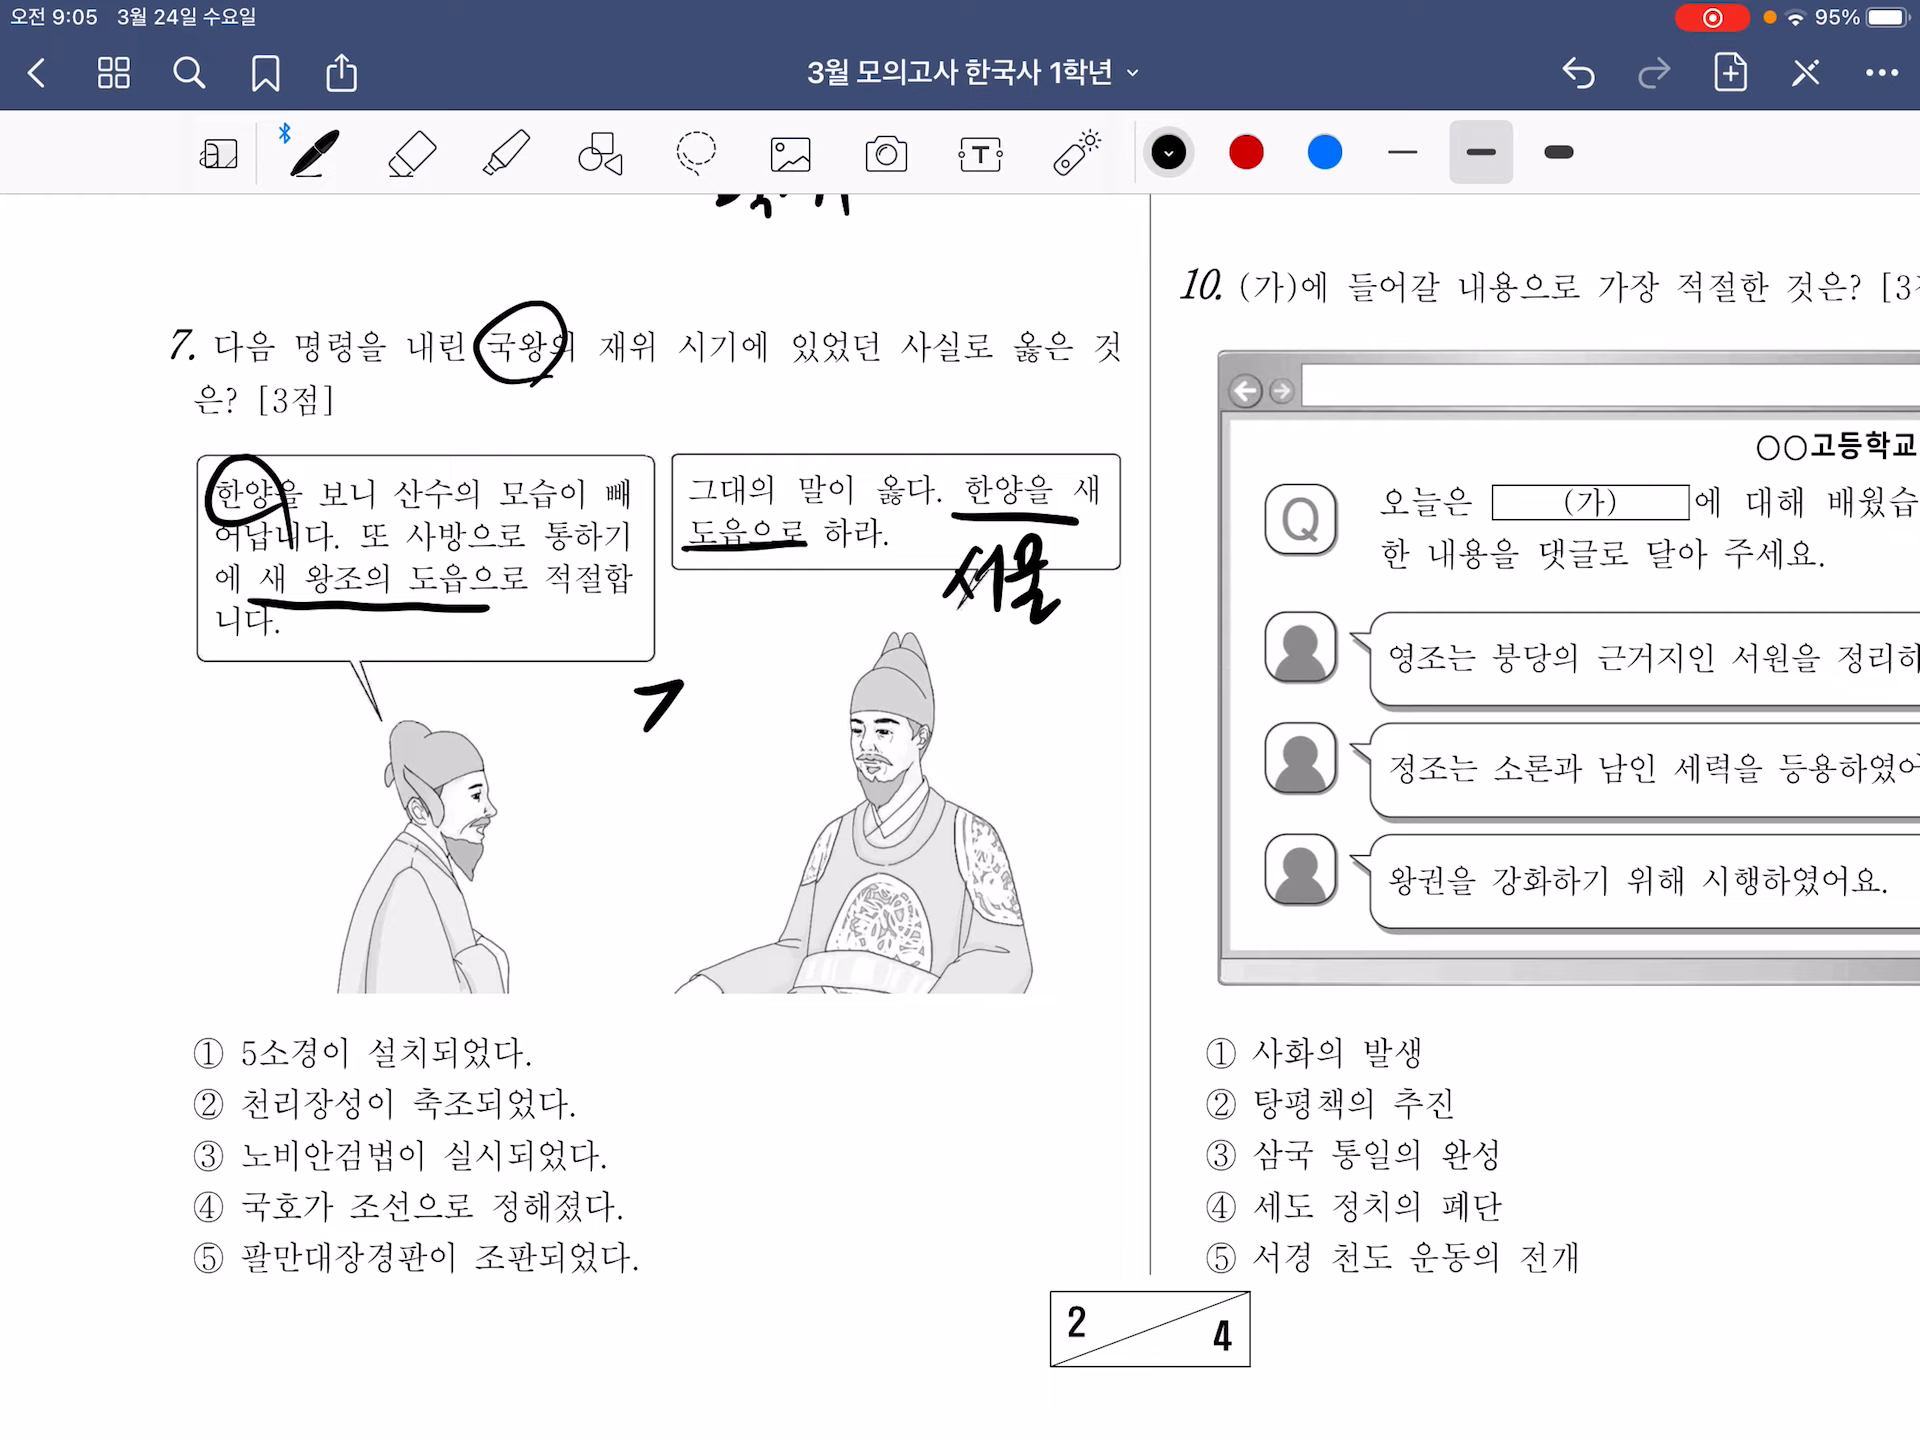 오전 9:05 3월 24일 수요일
95%
3월 모의고사 한국사 1학년
7. 다음 명령을 내린 국왕의 재위 시기에 있었던 사실로 옳은 것
은? [3점]
한양을 보니 산수의 모습이 빼
어납니다. 또 사방으로 통하기
에 새 왕조의 도읍으로 적절합
니다.
그대의 말이 옳다. 한양을 새
도읍으로 하라.
서울
① 5소경이 설치되었다.
② 천리장성이 축조되었다.
③ 노비안검법이 실시되었다.
④ 국호가 조선으로 정해졌다.
⑤ 팔만대장경판이 조판되었다.
10. (가)에 들어갈 내용으로 가장 적절한 것은? [3
○○고등학교
Q
오늘은 (가)에 대해 배웠습
한 내용을 댓글로 달아 주세요.
영조는 붕당의 근거지인 서원을 정리하
정조는 소론과 남인 세력을 등용하였어
왕권을 강화하기 위해 시행하였어요.
① 사화의 발생
② 탕평책의 추진
③ 삼국 통일의 완성
④ 세도 정치의 폐단
⑤ 서경 천도 운동의 전개
2
4